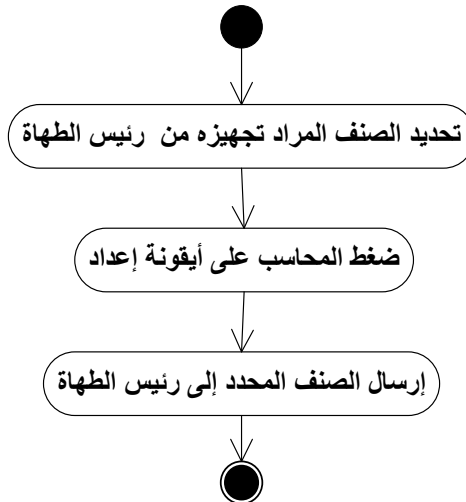 تحديد الصنف المراد تجهيزه من رئيس الطهاة
ضغط المحاسب على أيقونة إعداد
إرسال الصنف المحدد إلى رئيس الطهاة